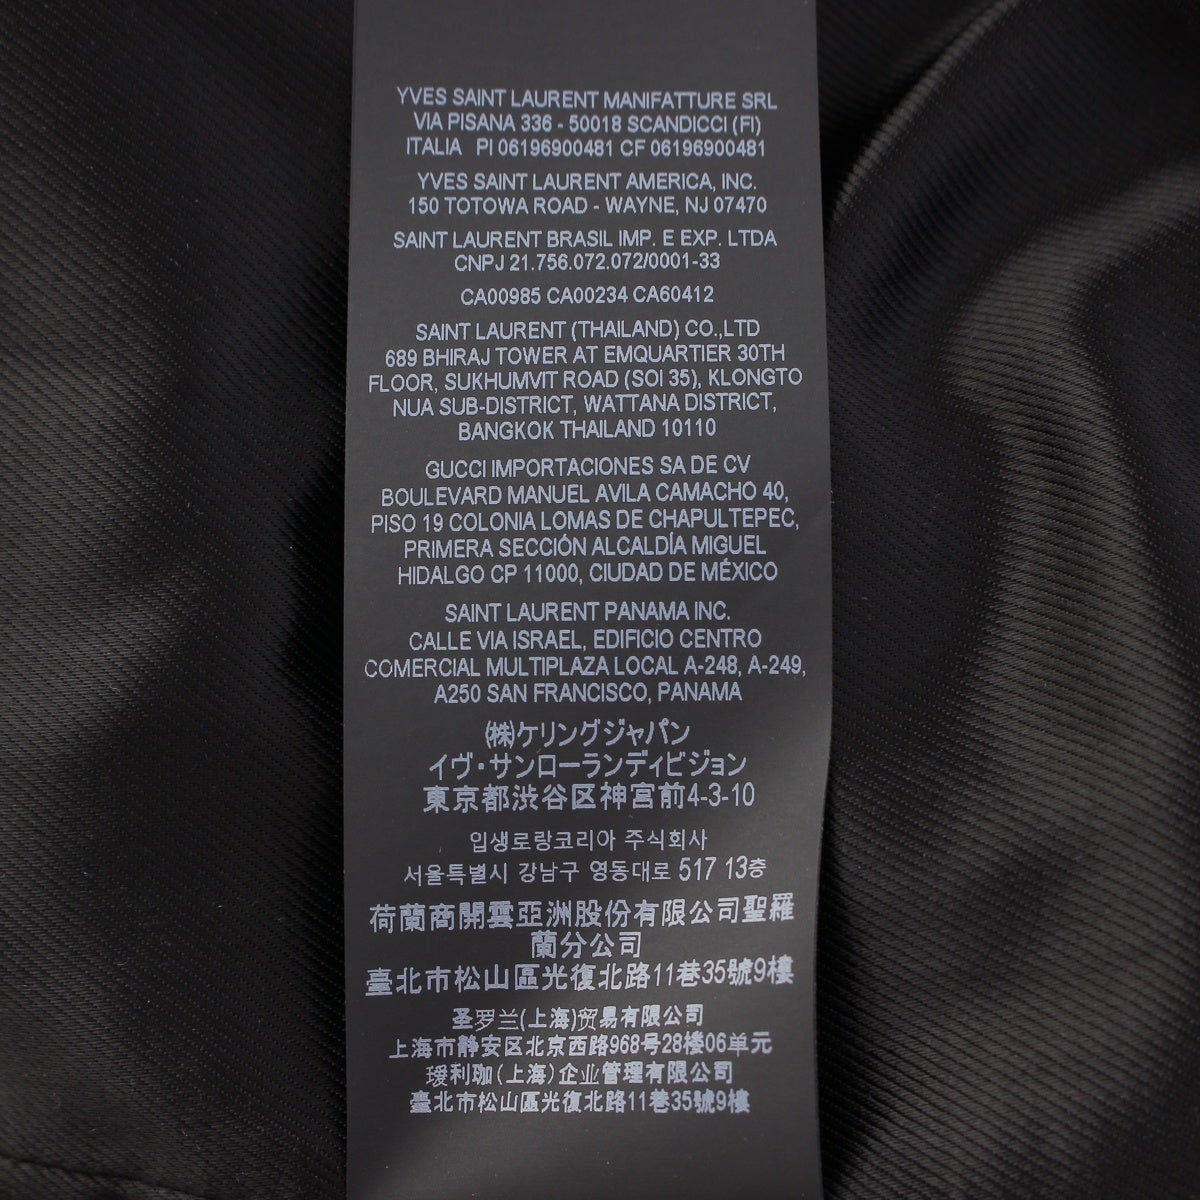 YVES SAINT LAURENT MANIFATTURE SRL
VIA PISANA 336 - 50018 SCANDICCI (FI)
ITALIA PI 06196900481 CF 06196900481
YVES SAINT LAURENT AMERICA, INC.
150 TOTOWA ROAD - WAYNE, NJ 07470
SAINT LAURENT BRASIL IMP. E EXP. LTDA
CNPJ 21.756.072.072/0001-33
CA00985 CA00234 CA60412
SAINT LAURENT (THAILAND) CO.,LTD
689 BHIRAJ TOWER AT EMQUARTIER 30TH
FLOOR, SUKHUMVIT ROAD (SOI 35), KLONGTO
NUA SUB-DISTRICT, WATTANA DISTRICT,
BANGKOK THAILAND 10110
GUCCI IMPORTACIONES SA DE CV
BOULEVARD MANUEL AVILA CAMACHO 40,
PISO 19 COLONIA LOMAS DE CHAPULTEPEC,
PRIMERA SECCIÓN ALCALDÍA MIGUEL
HIDALGO CP 11000, CIUDAD DE MÉXICO
SAINT LAURENT PANAMA INC.
CALLE VIA ISRAEL, EDIFICIO CENTRO
COMERCIAL MULTIPLAZA LOCAL A-248, A-249,
A250 SAN FRANCISCO, PANAMA
(株)ケリングジャパン
イヴ・サンローランディビジョン
東京都渋谷区神宮前4-3-10
입생로랑코리아 주식회사
서울특별시 강남구 영동대로 517 13층
荷蘭商開雲亞洲股份有限公司聖羅
蘭分公司
臺北市松山區光復北路11巷35號9樓
圣罗兰(上海)贸易有限公司
上海市静安区北京西路968号28楼06单元
瑷利珈(上海)企业管理有限公司
臺北市松山區光復北路11巷35號9樓